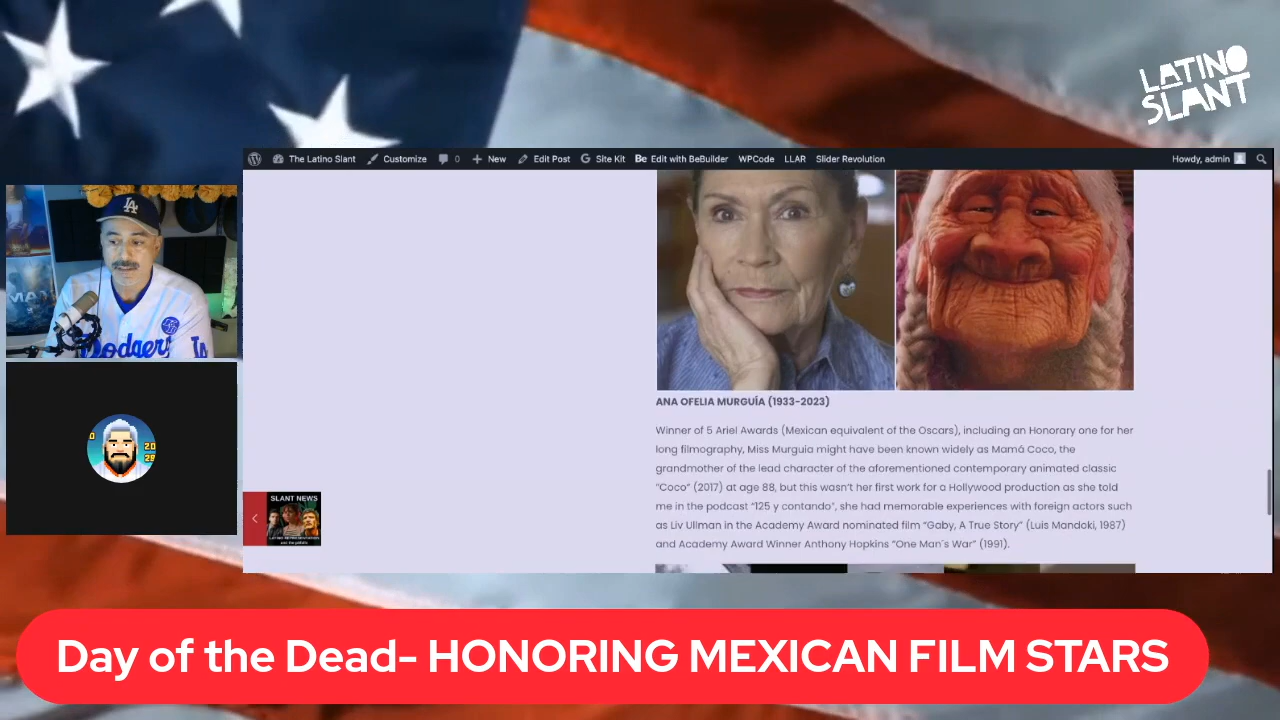 LATINO
SLANT
The Latino Slant Customize 0 New Edit Post Site Kit Be Edit with BeBuilder WPCode LLAR Slider Revolution Howdy, admin
LA
Dodgers
LA
20
28
ANA OFELIA MURGUÍA (1933-2023)
Winner of 5 Ariel Awards (Mexican equivalent of the Oscars), including an Honorary one for her
long filmography, Miss Murguia might have been known widely as Mamá Coco, the
grandmother of the lead character of the aforementioned contemporary animated classic
"Coco" (2017) at age 88, but this wasn't her first work for a Hollywood production as she told
me in the podcast "125 y contando", she had memorable experiences with foreign actors such
as Liv Ullman in the Academy Award nominated film "Gaby, A True Story" (Luis Mandoki, 1987)
and Academy Award Winner Anthony Hopkins "One Man´s War" (1991).
SLANT NEWS
Day of the Dead- HONORING MEXICAN FILM STARS